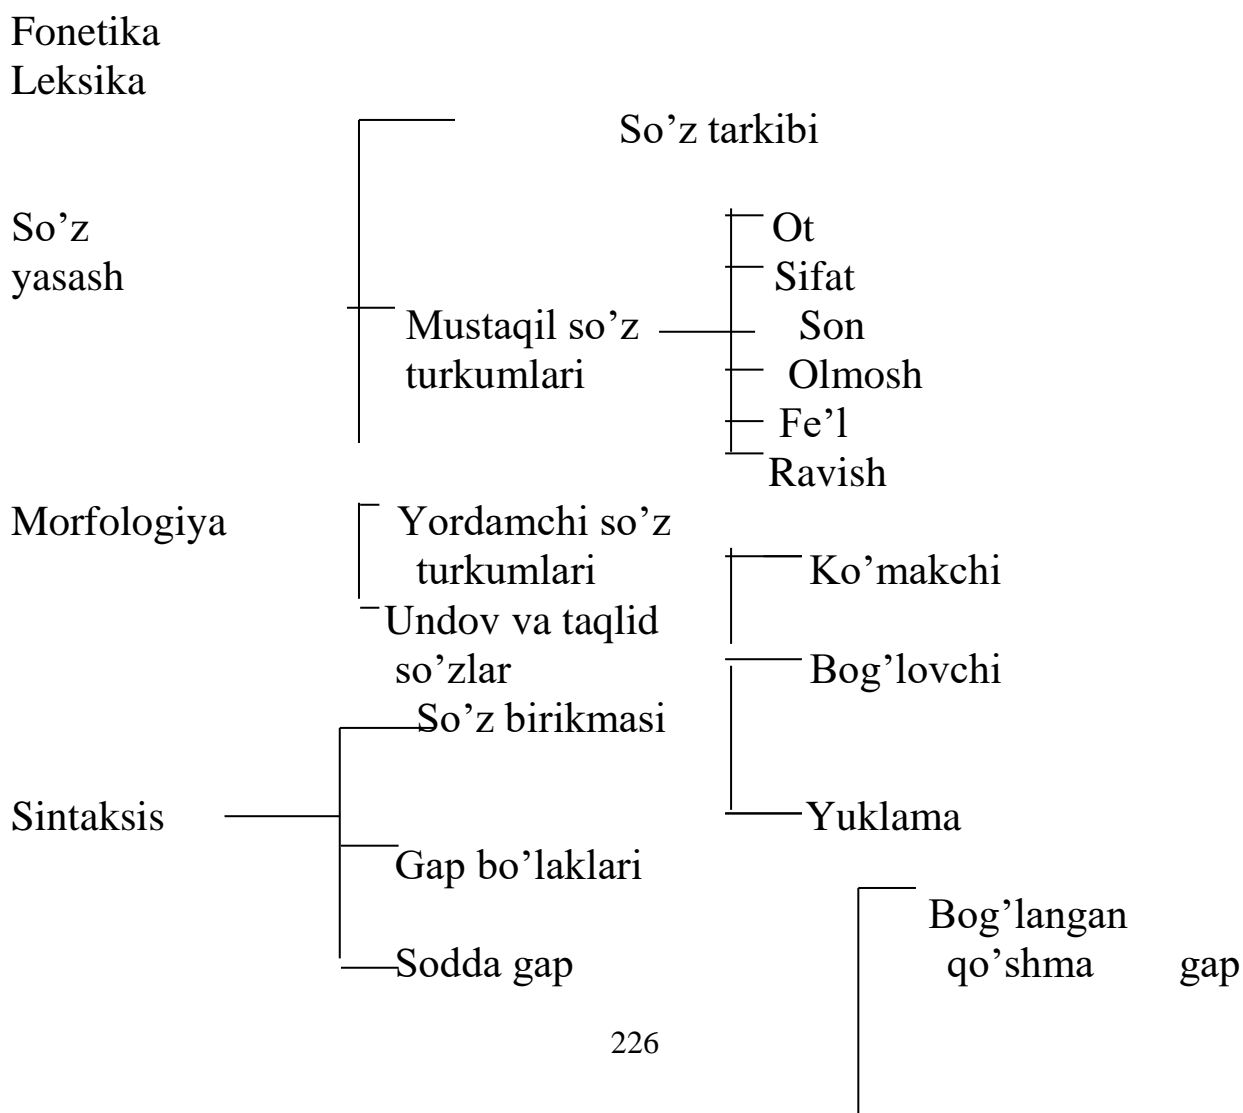 Fonetika
Leksika
So’z tarkibi
So’z
yasash
Ot
Sifat
Mustaqil so’z
turkumlari
Son
Olmosh
Fe’l
Ravish
Morfologiya
Yordamchi so’z
turkumlari
Ko’makchi
Undov va taqlid
so’zlar
Bog’lovchi
So’z birikmasi
Sintaksis
Yuklama
Gap bo’laklari
Sodda gap
Bog’langan
qo’shma gap
226